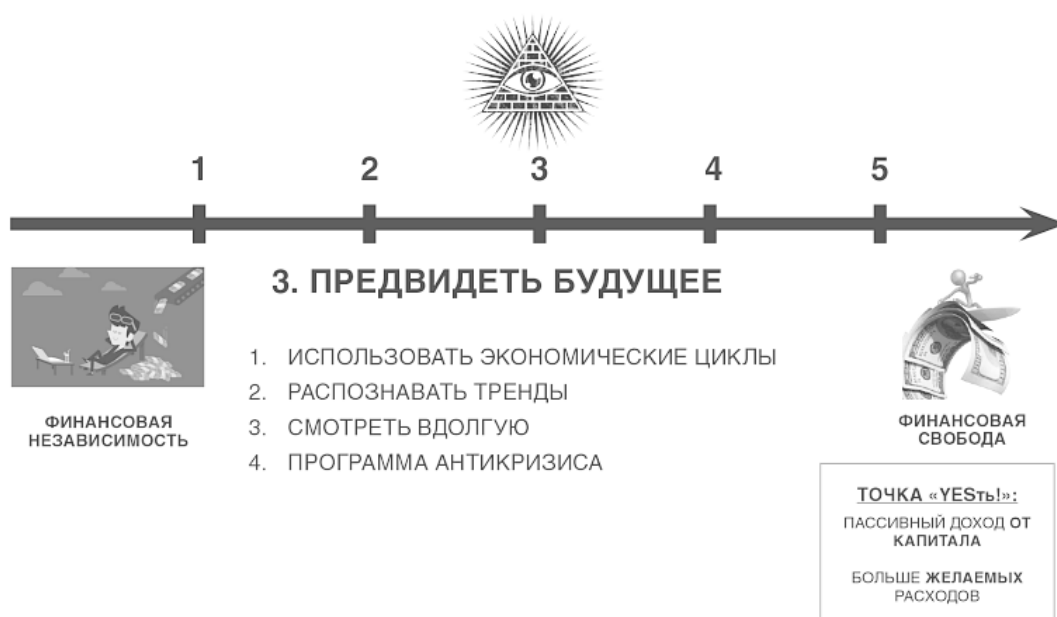 1 2 3 4 5
3. ПРЕДВИДЕТЬ БУДУЩЕЕ
1. ИСПОЛЬЗОВАТЬ ЭКОНОМИЧЕСКИЕ ЦИКЛЫ
2. РАСПОЗНАВАТЬ ТРЕНДЫ
3. СМОТРЕТЬ ВДОЛГУЮ
4. ПРОГРАММА АНТИКРИЗИСА
ФИНАНСОВАЯ
НЕЗАВИСИМОСТЬ
ФИНАНСОВАЯ
СВОБОДА
ТОЧКА «YESть!»:
ПАССИВНЫЙ ДОХОД ОТ
КАПИТАЛА
БОЛЬШЕ ЖЕЛАЕМЫХ
РАСХОДОВ